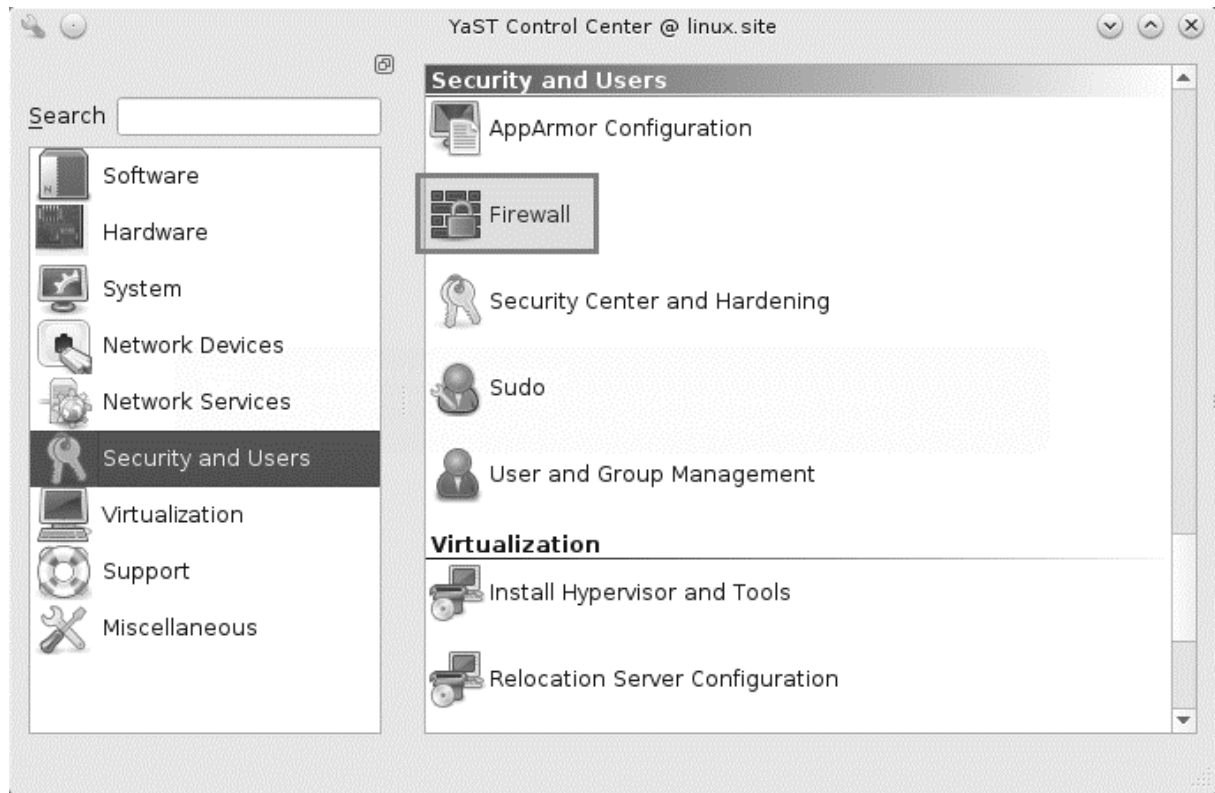 YaST Control Center @ linux.site
Search
Software
Hardware
System
Network Devices
Network Services
Security and Users
Virtualization
Support
Miscellaneous
Security and Users
AppArmor Configuration
Firewall
Security Center and Hardening
Sudo
User and Group Management
Virtualization
Install Hypervisor and Tools
Relocation Server Configuration